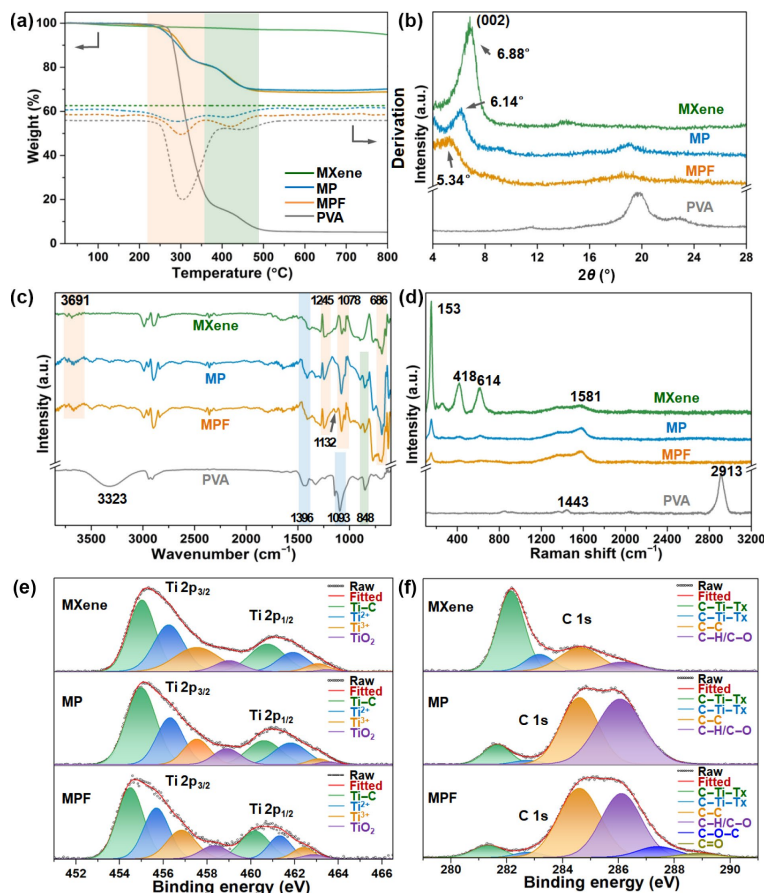 (a)
100
80
60
40
20
0
Weight (%)
MXene
MP
MPF
PVA
Derivation
100 200 300 400 500 600 700 800
Temperature (°C)
(b)
(002)
6.88°
6.14°
5.34°
MXene
MP
MPF
PVA
Intensity (a.u.)
4 8 12 16 20 24 28
2θ (°)
(c)
3691
1245 1078 686
MXene
MP
MPF
1132
PVA
3323
1396 1093 848
Intensity (a.u.)
3500 3000 2500 2000 1500 1000
Wavenumber (cm−1)
(d)
153
418 614
1581
MXene
MP
MPF
2913
1443
PVA
Intensity (a.u.)
400 800 1200 1600 2000 2400 2800 3200
Raman shift (cm−1)
(e)
MXene
Ti 2p3/2
Ti 2p1/2
Raw
Fitted
Ti−C
Ti2+
Ti3+
TiO2
MP
Ti 2p3/2
Ti 2p1/2
Raw
Fitted
Ti−C
Ti2+
Ti3+
TiO2
MPF
Ti 2p3/2
Ti 2p1/2
Raw
Fitted
Ti−C
Ti2+
Ti3+
TiO2
Intensity (a.u.)
452 454 456 458 460 462 464 466
Binding energy (eV)
(f)
MXene
C 1s
Raw
Fitted
C−Ti−Tx
C−Ti−Tx
C−C
C−H/C−O
MP
C 1s
Raw
Fitted
C−Ti−Tx
C−Ti−Tx
C−C
C−H/C−O
MPF
C 1s
Raw
Fitted
C−Ti−Tx
C−Ti−Tx
C−C
C−H/C−O
C−O−C
C=O
Intensity (a.u.)
280 282 284 286 288 290
Binding energy (eV)